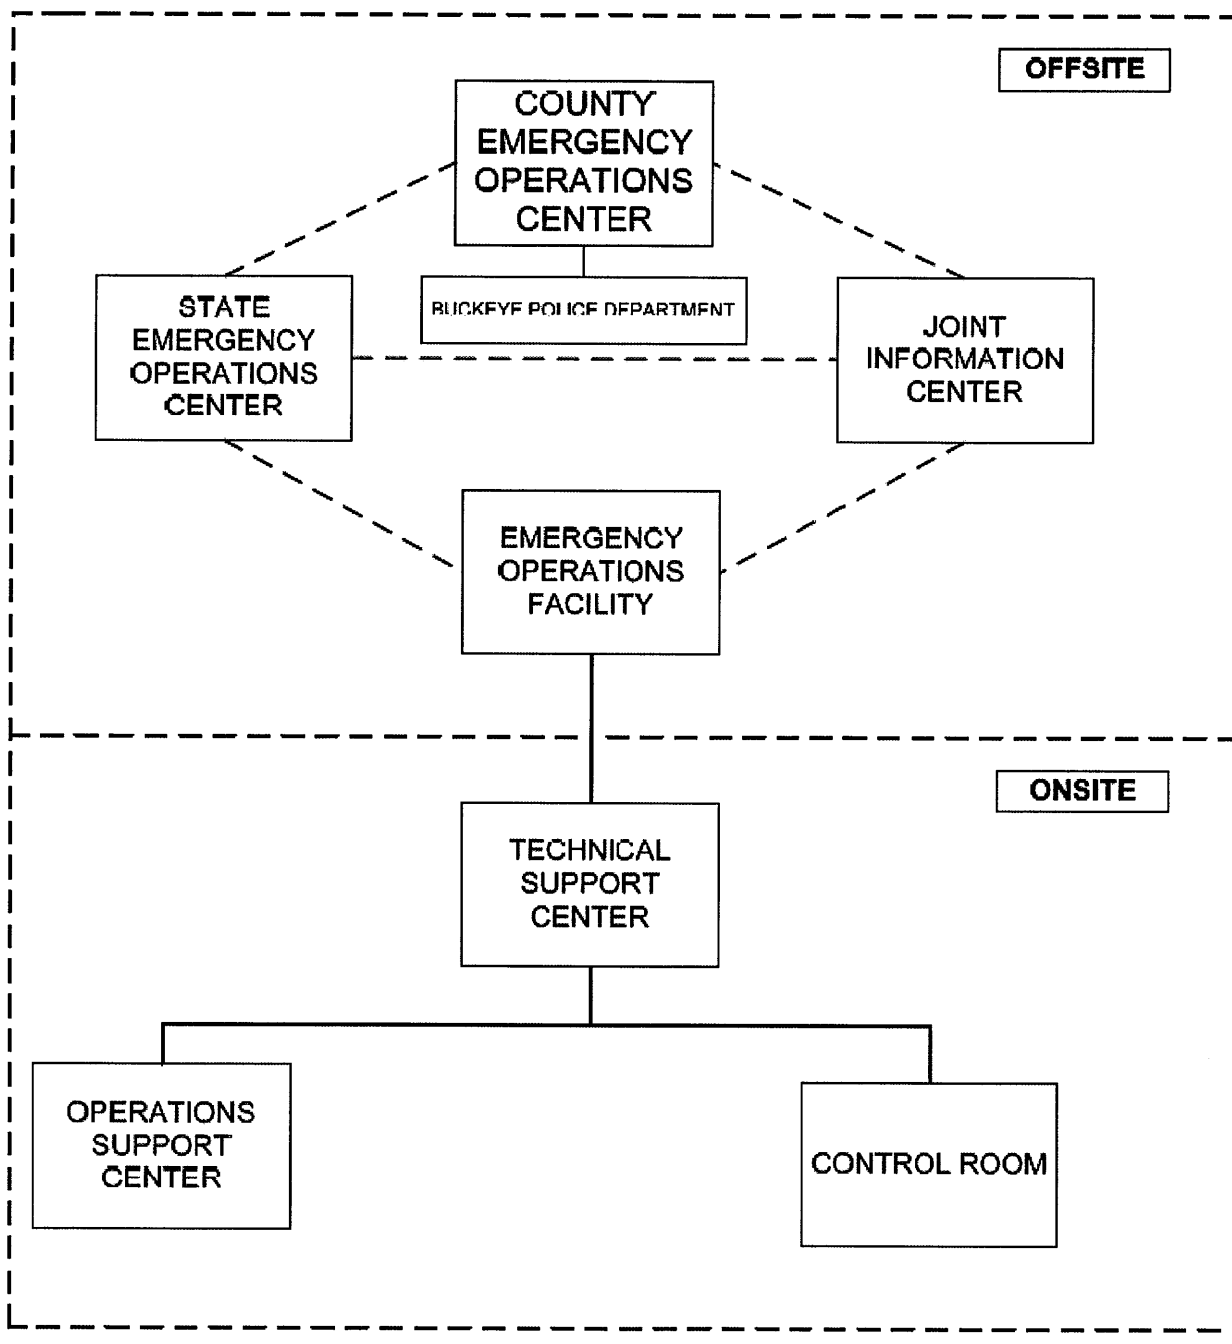 OFFSITE
COUNTY
EMERGENCY
OPERATIONS
CENTER
BUCKEYE POLICE DEPARTMENT
STATE
EMERGENCY
OPERATIONS
CENTER
JOINT
INFORMATION
CENTER
EMERGENCY
OPERATIONS
FACILITY
ONSITE
TECHNICAL
SUPPORT
CENTER
OPERATIONS
SUPPORT
CENTER
CONTROL ROOM